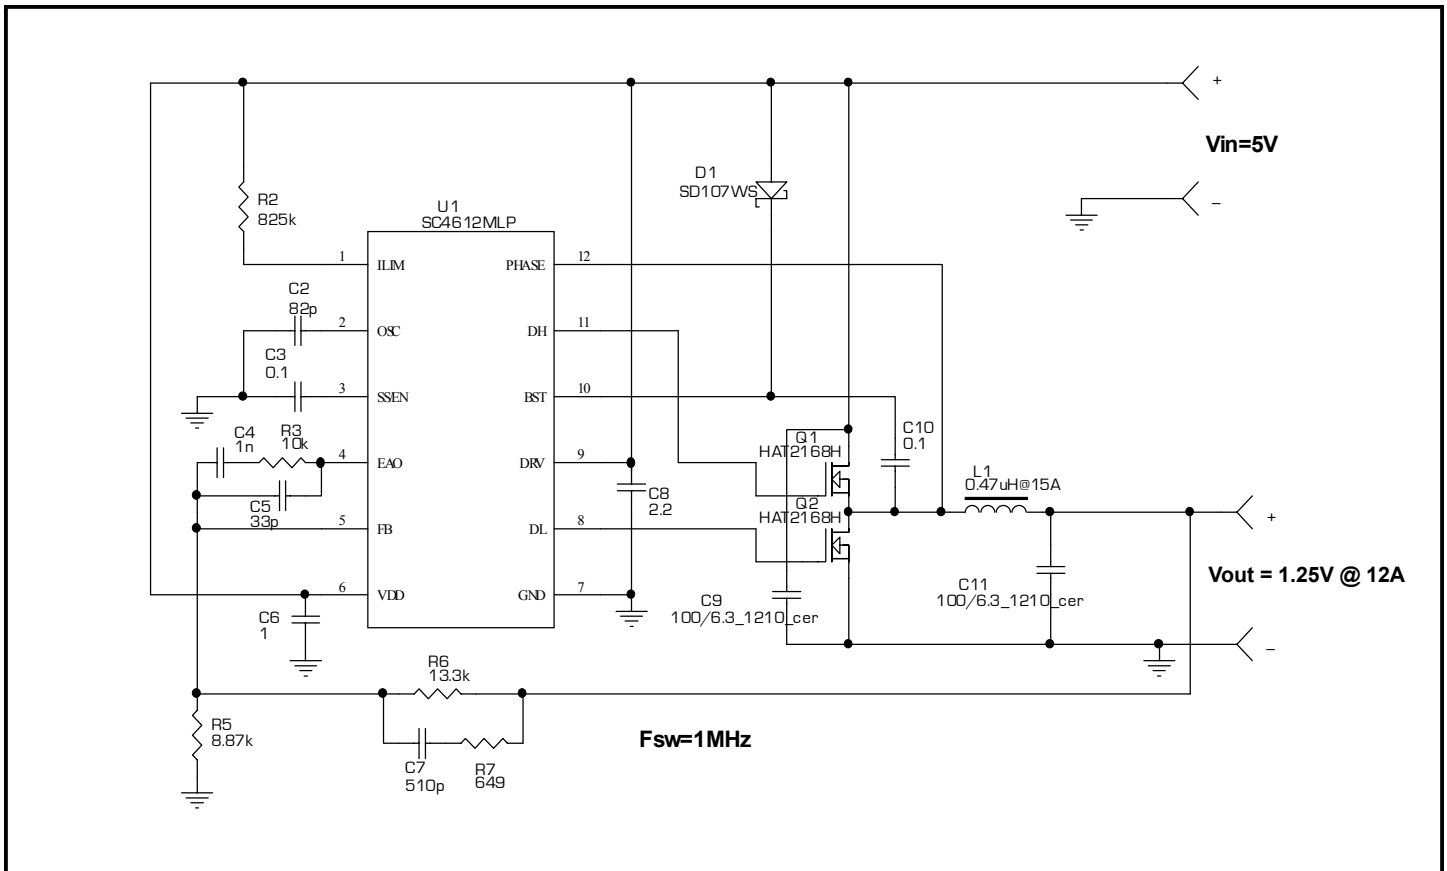 +
Vin=5V
–
D1
SD107WS
R2
825k
U1
SC4612MLP
1
ILIM
PHASE
12
C2
82p
2
OSC
DH
11
C3
0.1
3
SSEN
BST
10
C4
1n
R3
10k
4
EAO
DRV
9
C5
33p
5
FB
DL
8
6
VDD
GND
7
C6
1
C8
2.2
Q1
HAT2168H
Q2
HAT2168H
C10
0.1
L1
0.47uH@15A
+
Vout = 1.25V @ 12A
–
C9
100/6.3_1210_cer
C11
100/6.3_1210_cer
R6
13.3k
R5
8.87k
C7
510p
R7
649
Fsw=1MHz